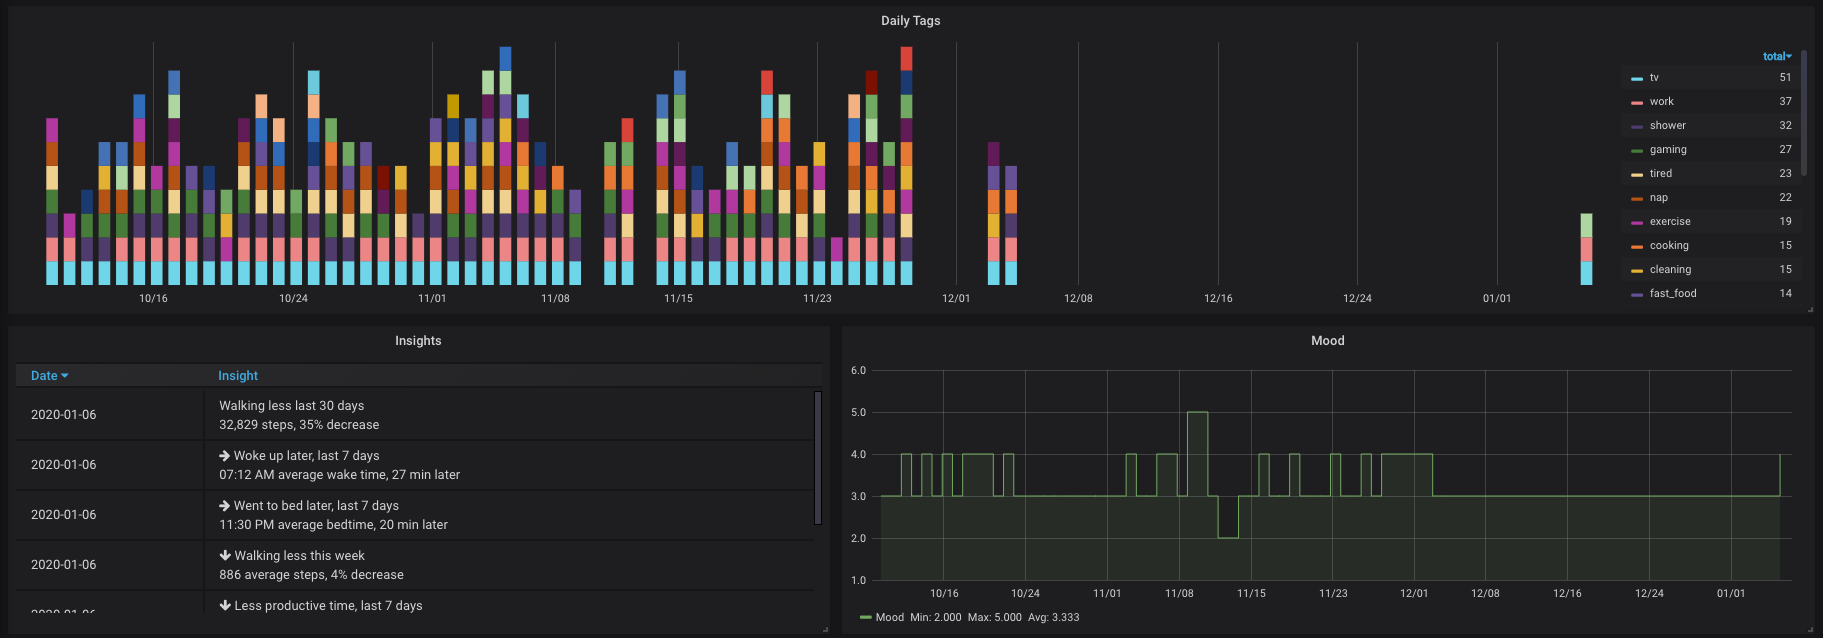 Daily Tags
total
tv 51
work 37
shower 32
gaming 27
tired 23
nap 22
exercise 19
cooking 15
cleaning 15
fast_food 14
10/16 10/24 11/01 11/08 11/15 11/23 12/01 12/08 12/16 12/24 01/01
Insights
Date Insight
2020-01-06
Walking less last 30 days
32,829 steps, 35% decrease
2020-01-06
→ Woke up later, last 7 days
07:12 AM average wake time, 27 min later
2020-01-06
→ Went to bed later, last 7 days
11:30 PM average bedtime, 20 min later
2020-01-06
↓ Walking less this week
886 average steps, 4% decrease
2020-01-06
↓ Less productive time, last 7 days
Mood
6.0
5.0
4.0
3.0
2.0
1.0
10/16 10/24 11/01 11/08 11/15 11/23 12/01 12/08 12/16 12/24 01/01
Mood Min: 2.000 Max: 5.000 Avg: 3.333